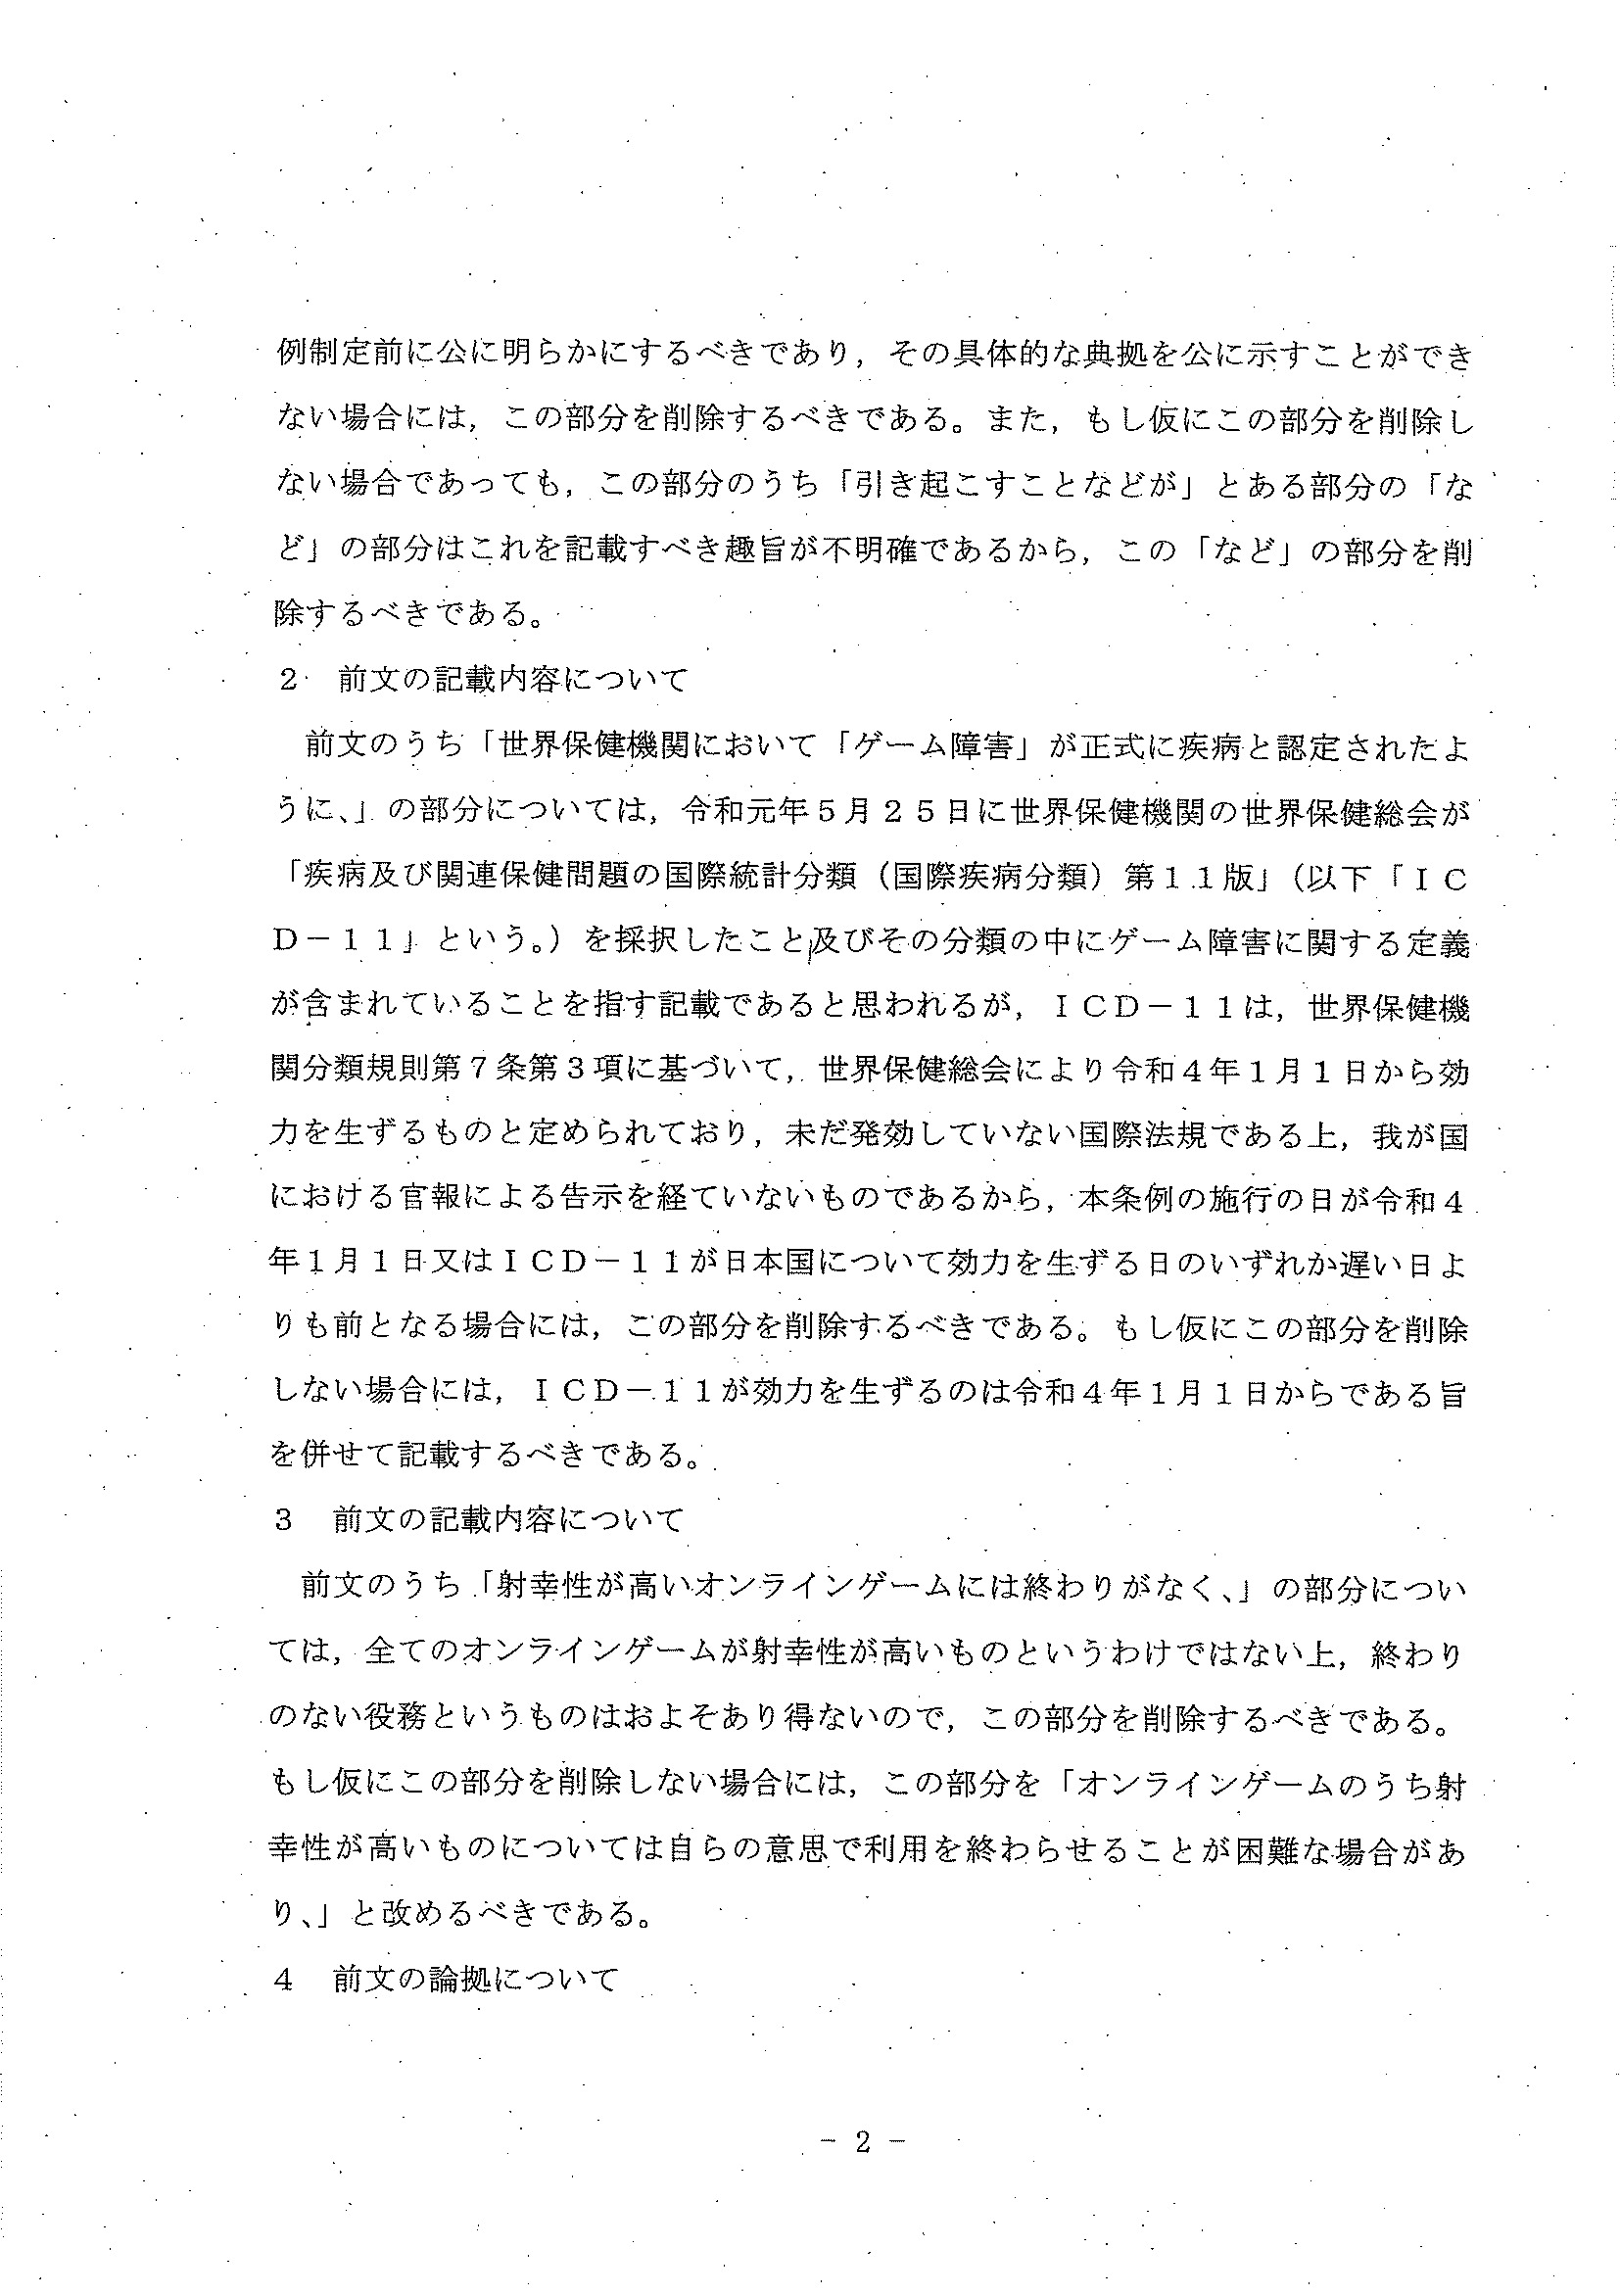 例制定前に公に明らかにするべきであり，その具体的な典拠を公に示すことができ
ない場合には，この部分を削除するべきである。また，もし仮にこの部分を削除し
ない場合であっても，この部分のうち「引き起こすことなどが」とある部分の「な
ど」の部分はこれを記載すべき趣旨が不明確であるから，この「など」の部分を削
除するべきである。
２　前文の記載内容について
　前文のうち「世界保健機関において「ゲーム障害」が正式に疾病と認定されたよ
うに、」の部分については，令和元年５月２５日に世界保健機関の世界保健総会が
「疾病及び関連保健問題の国際統計分類（国際疾病分類）第１１版」（以下「ＩＣ
Ｄ－１１」という。）を採択したこと及びその分類の中にゲーム障害に関する定義
が含まれていることを指す記載であると思われるが，ＩＣＤ－１１は，世界保健機
関分類規則第７条第３項に基づいて，世界保健総会により令和４年１月１日から効
力を生ずるものと定められており，未だ発効していない国際法規である上，我が国
における官報による告示を経ていないものであるから，本条例の施行の日が令和４
年１月１日又はＩＣＤ－１１が日本国について効力を生ずる日のいずれか遅い日よ
りも前となる場合には，この部分を削除するべきである。もし仮にこの部分を削除
しない場合には，ＩＣＤ－１１が効力を生ずるのは令和４年１月１日からである旨
を併せて記載するべきである。
３　前文の記載内容について
　前文のうち「射幸性が高いオンラインゲームには終わりがなく、」の部分につい
ては，全てのオンラインゲームが射幸性が高いものというわけではない上，終わり
のない役務というものはおよそあり得ないので，この部分を削除するべきである。
もし仮にこの部分を削除しない場合には，この部分を「オンラインゲームのうち射
幸性が高いものについては自らの意思で利用を終わらせることが困難な場合があ
り、」と改めるべきである。
４　前文の論拠について
－２－